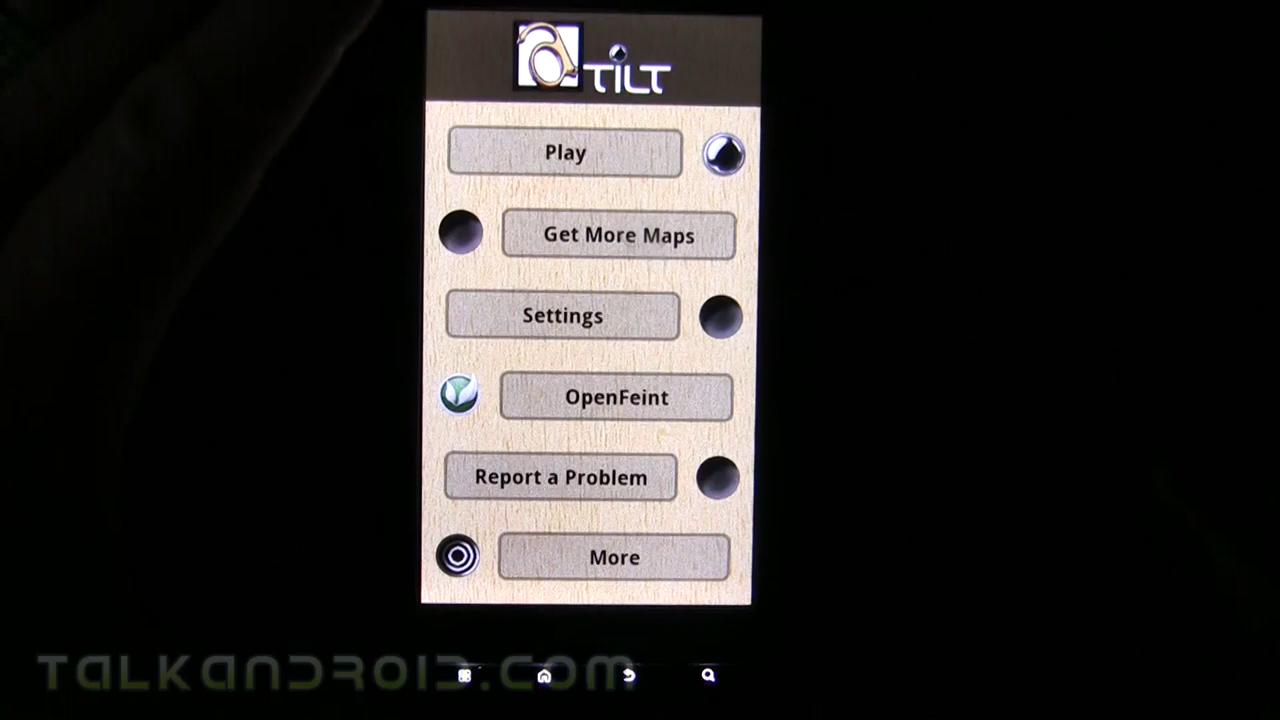 TILT
Play
Get More Maps
Settings
OpenFeint
Report a Problem
More
TALKANDROID.COM